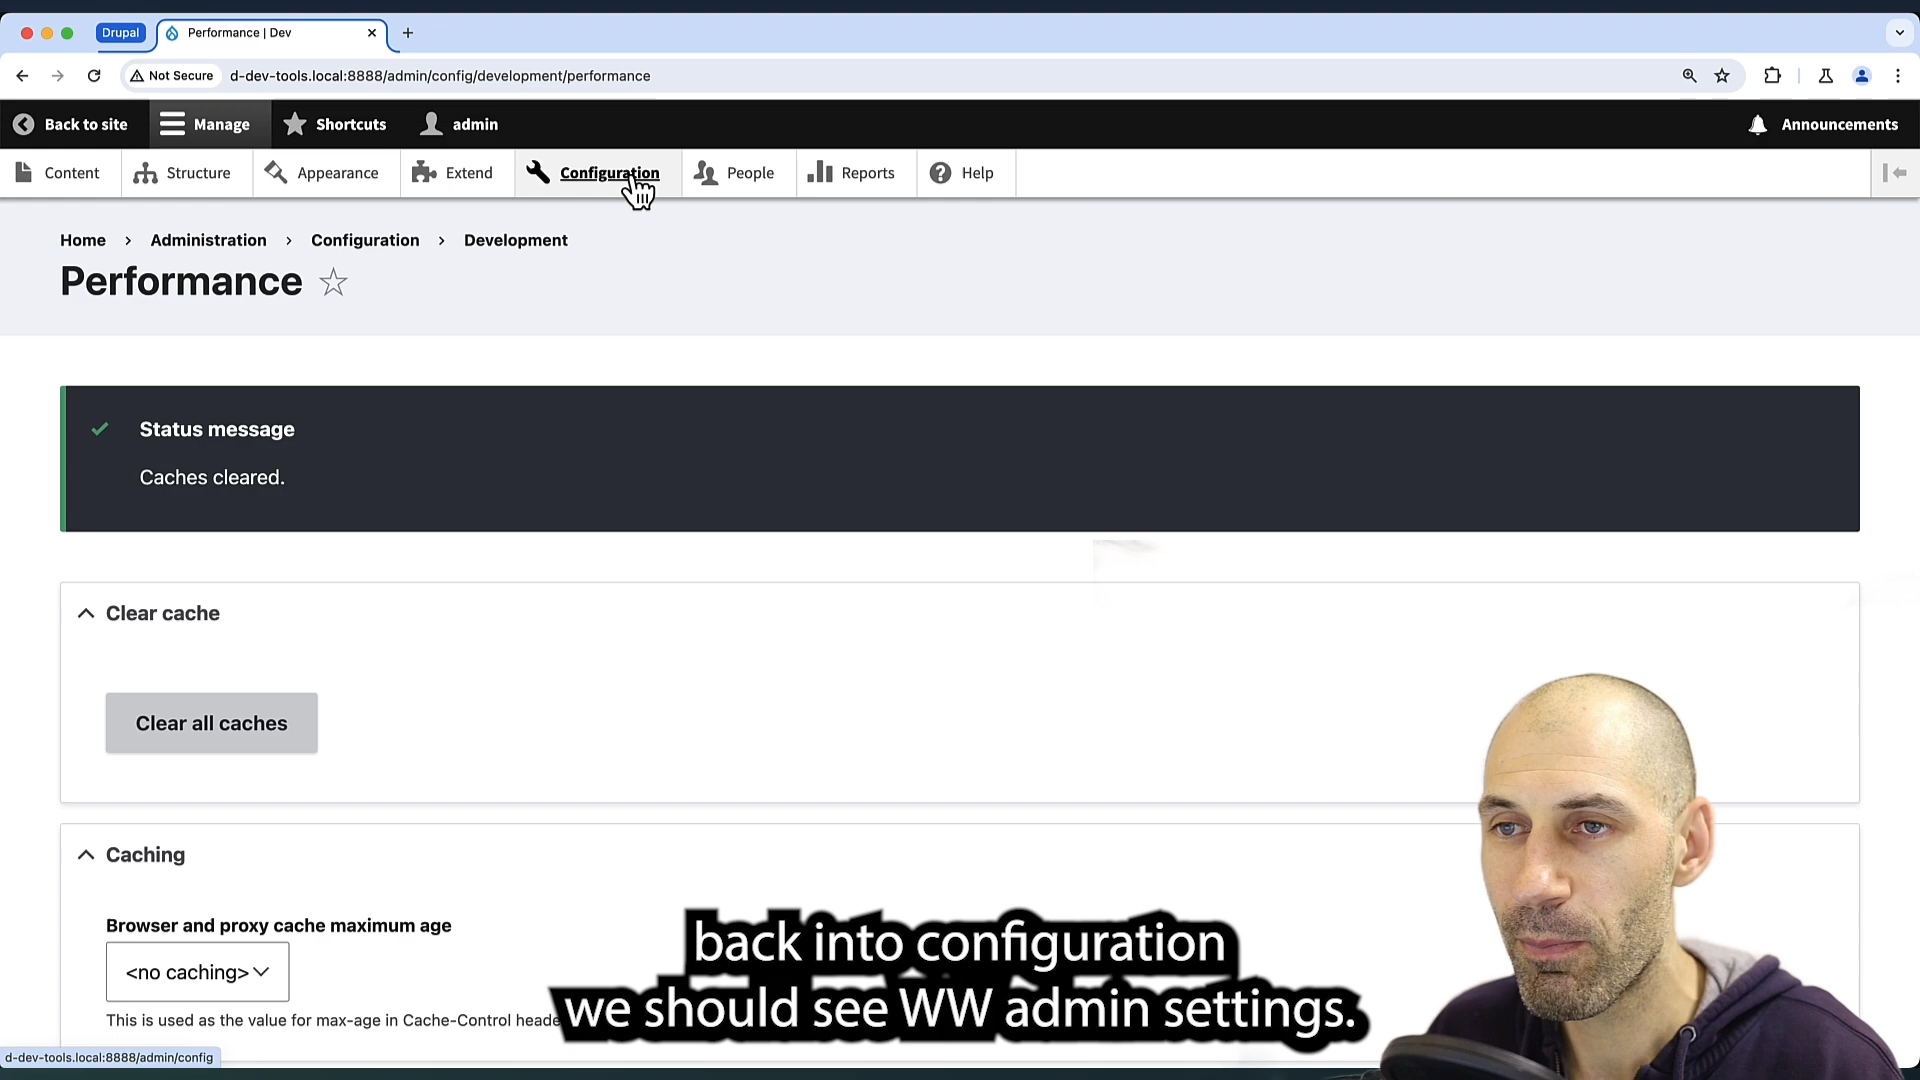 Drupal
Performance | Dev
Not Secure
d-dev-tools.local:8888/admin/config/development/performance
Back to site
Manage
Shortcuts
admin
Announcements
Content
Structure
Appearance
Extend
Configuration
People
Reports
Help
Home > Administration > Configuration > Development
Performance
Status message
Caches cleared.
Clear cache
Clear all caches
Caching
Browser and proxy cache maximum age
<no caching>
This is used as the value for max-age in Cache-Control heade
back into configuration
we should see WW admin settings.
d-dev-tools.local:8888/admin/config